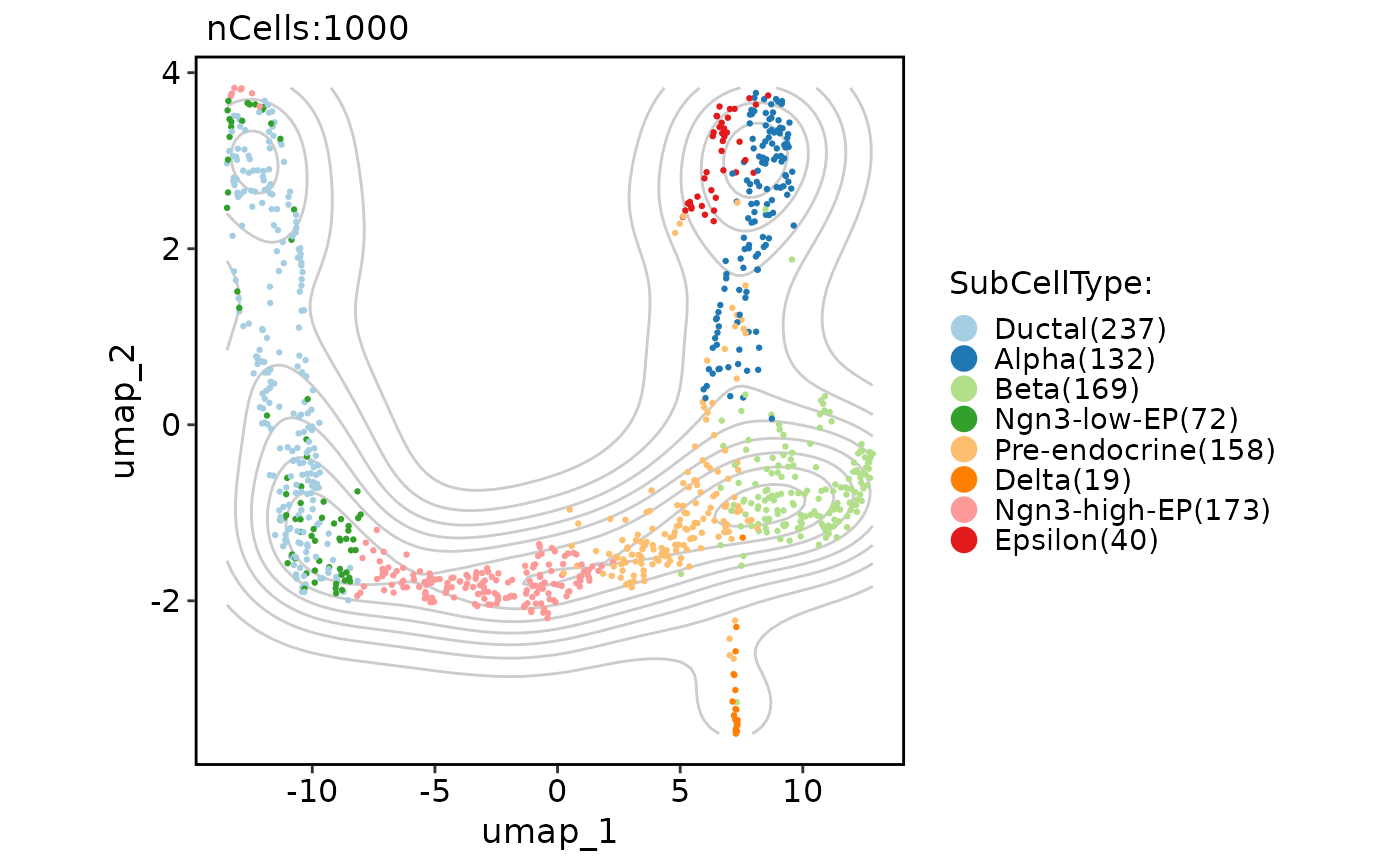 nCells:1000
4
2
0
-2
umap_2
-10
-5
0
5
10
umap_1
SubCellType:
Ductal(237)
Alpha(132)
Beta(169)
Ngn3-low-EP(72)
Pre-endocrine(158)
Delta(19)
Ngn3-high-EP(173)
Epsilon(40)